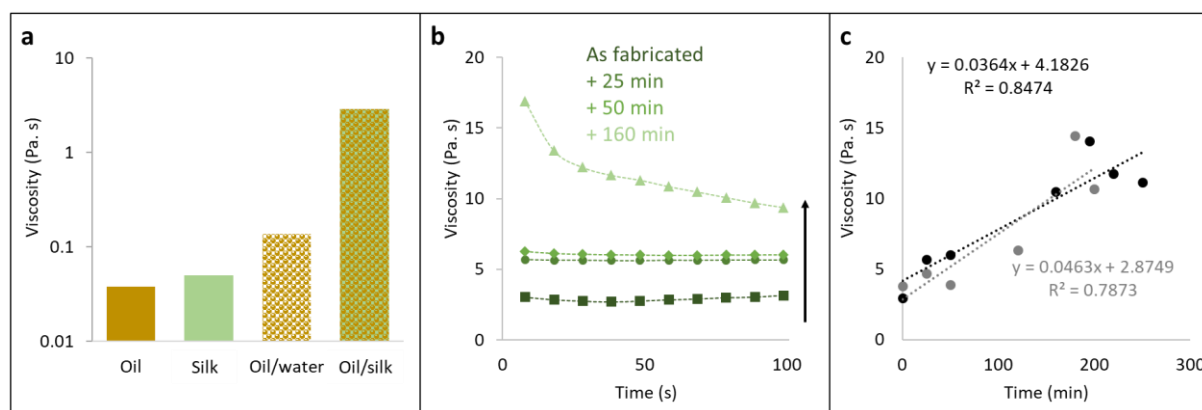 a
10
1
0.1
0.01
Viscosity (Pa. s)
Oil
Silk
Oil/water
Oil/silk
b
20
15
10
5
0
Viscosity (Pa. s)
As fabricated
+ 25 min
+ 50 min
+ 160 min
0
50
100
Time (s)
c
20
15
10
5
0
Viscosity (Pa. s)
y = 0.0364x + 4.1826
R² = 0.8474
y = 0.0463x + 2.8749
R² = 0.7873
0
100
200
300
Time (min)